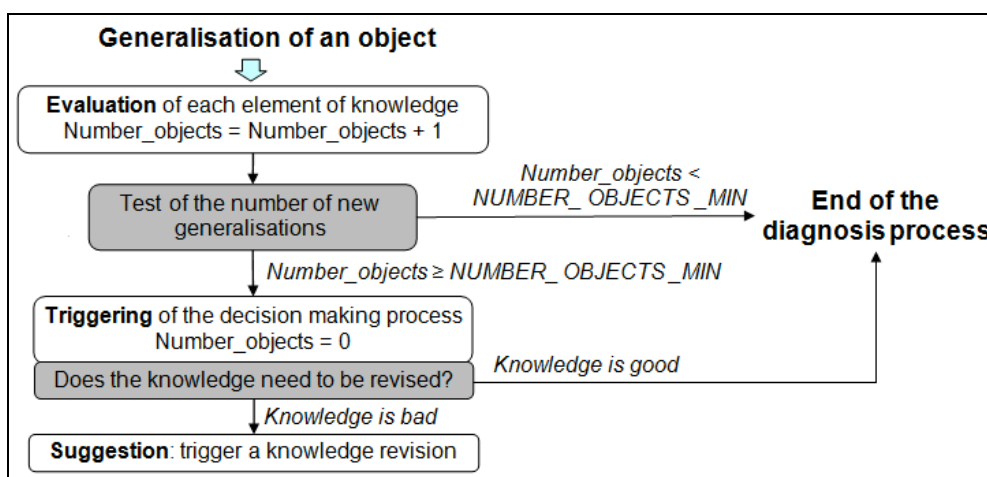 Generalisation of an object
Evaluation of each element of knowledge
Number_objects = Number_objects + 1
Number_objects <
NUMBER_ OBJECTS _MIN
Test of the number of new
generalisations
End of the
diagnosis process
Number_objects ≥ NUMBER_ OBJECTS _MIN
Triggering of the decision making process
Number_objects = 0
Does the knowledge need to be revised?
Knowledge is good
Knowledge is bad
Suggestion: trigger a knowledge revision